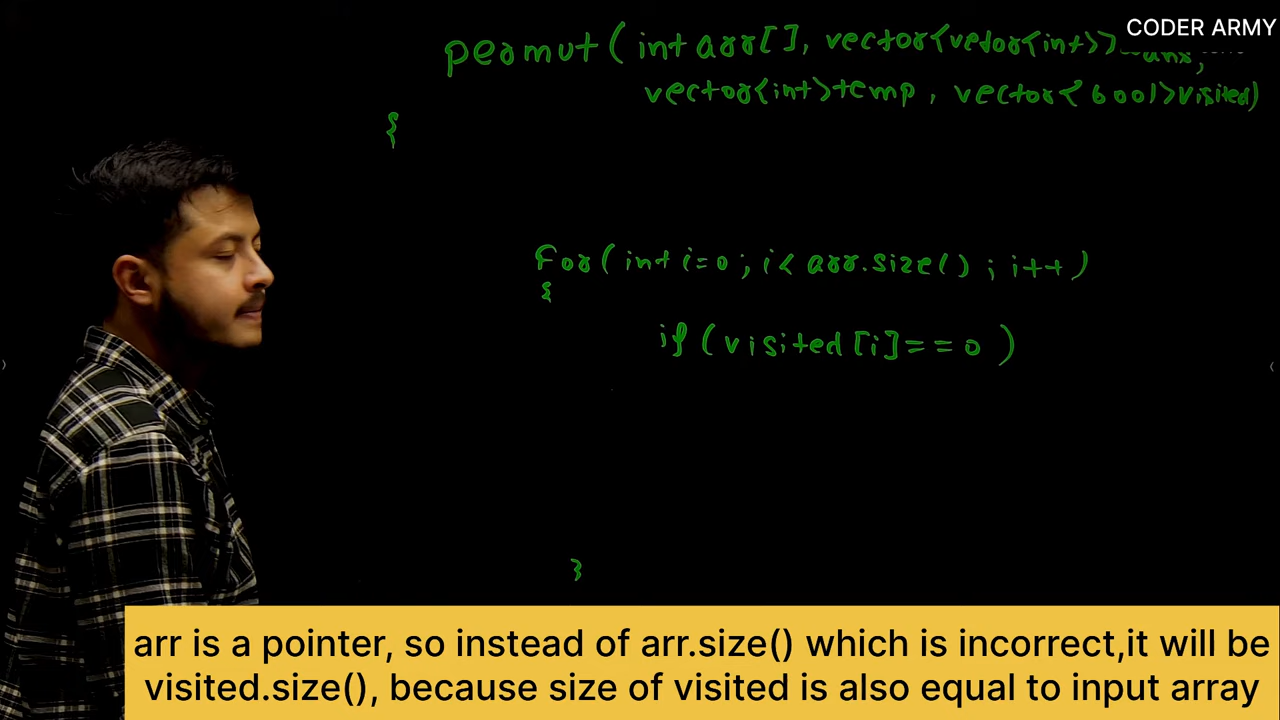 CODER ARMY
permut ( int arr[], vector<vector<int>>
vector<int>temp, vector<bool>visited)
{
for( int i=0 ; i< arr.size() ; i++ )
{
if ( visited [i]==0 )
}
arr is a pointer, so instead of arr.size() which is incorrect,it will be
visited.size(), because size of visited is also equal to input array